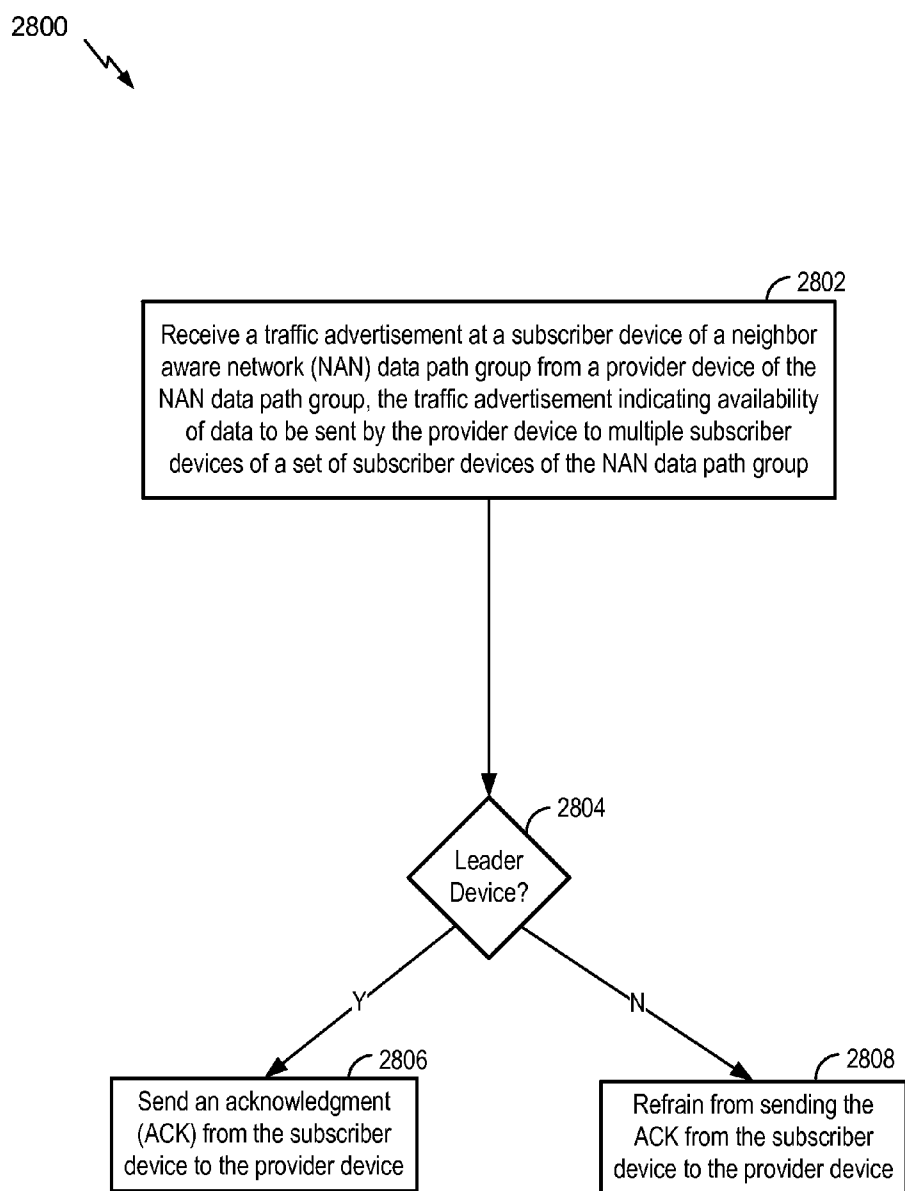 2800
2802
Receive a traffic advertisement at a subscriber device of a neighbor
aware network (NAN) data path group from a provider device of the
NAN data path group, the traffic advertisement indicating availability
of data to be sent by the provider device to multiple subscriber
devices of a set of subscriber devices of the NAN data path group
2804
Leader
Device?
Y
N
2806
Send an acknowledgment
(ACK) from the subscriber
device to the provider device
2808
Refrain from sending the
ACK from the subscriber
device to the provider device